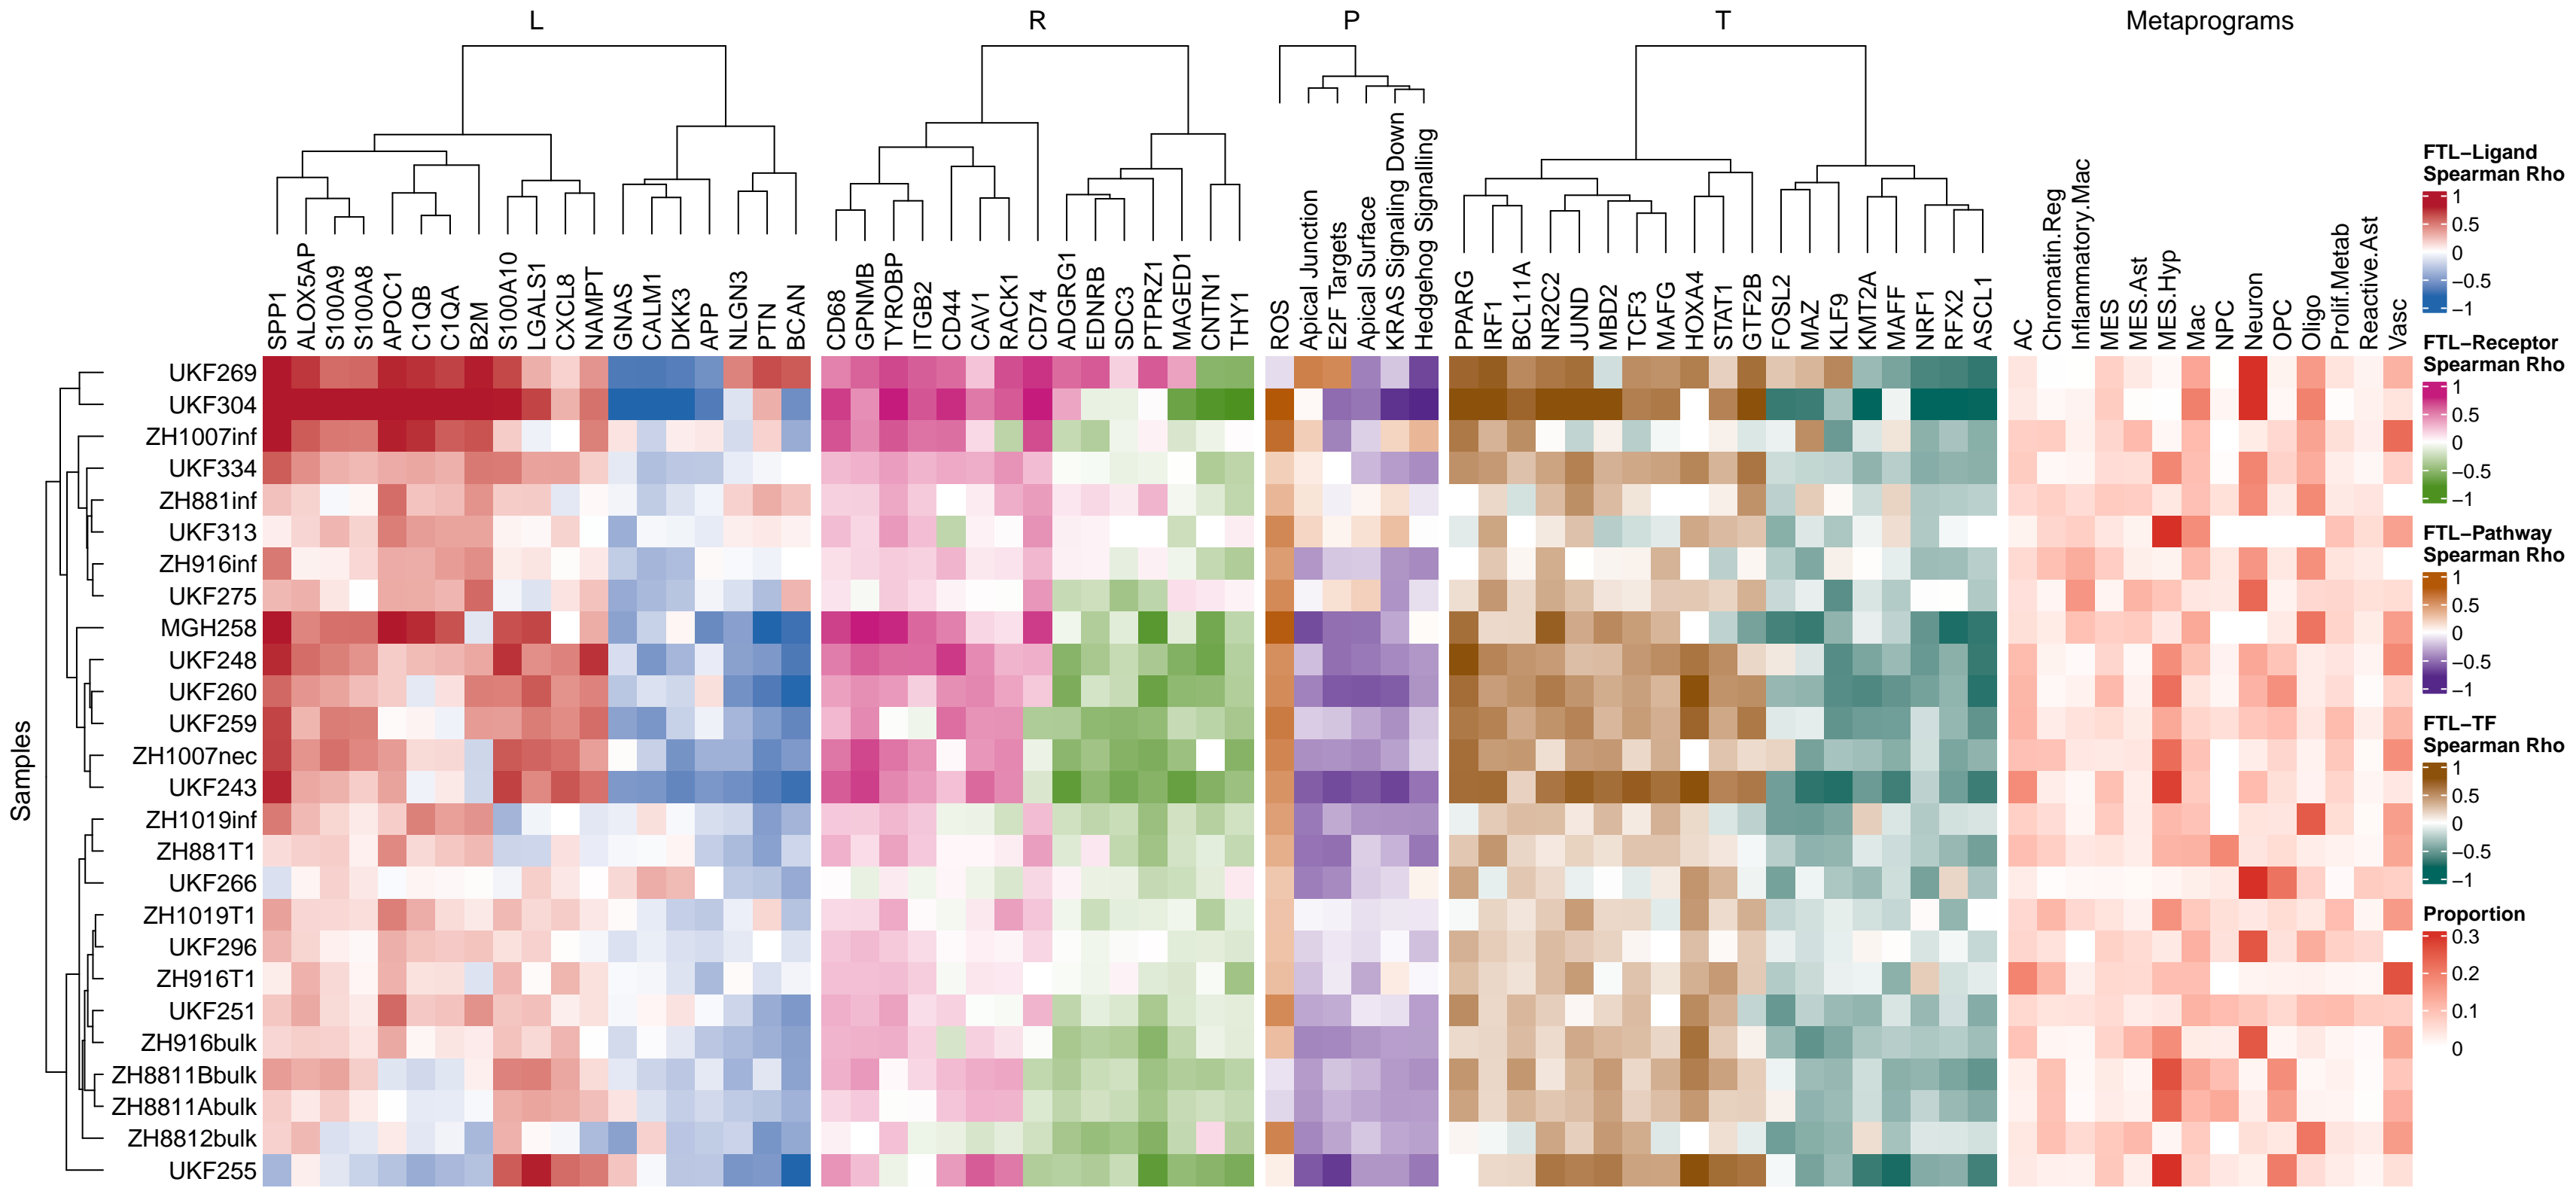 L
R
P
T
Metaprograms
SPP1
ALOX5AP
S100A9
S100A8
APOC1
C1QB
C1QA
B2M
S100A10
LGALS1
CXCL8
NAMPT
GNAS
CALM1
DKK3
APP
NLGN3
PTN
BCAN
CD68
GPNMB
TYROBP
ITGB2
CD44
CAV1
RACK1
CD74
ADGRG1
EDNRB
SDC3
PTPRZ1
MAGED1
CNTN1
THY1
ROS
Apical Junction
E2F Targets
Apical Surface
KRAS Signaling Down
Hedgehog Signalling
PPARG
IRF1
BCL11A
NR2C2
JUND
MBD2
TCF3
MAFG
HOXA4
STAT1
GTF2B
FOSL2
MAZ
KLF9
KMT2A
MAFF
NRF1
RFX2
ASCL1
AC
Chromatin.Reg
Inflammatory.Mac
MES
MES.Ast
MES.Hyp
Mac
NPC
Neuron
OPC
Oligo
Prolif.Metab
Reactive.Ast
Vasc
Samples
UKF269
UKF304
ZH1007inf
UKF334
ZH881inf
UKF313
ZH916inf
UKF275
MGH258
UKF248
UKF260
UKF259
ZH1007nec
UKF243
ZH1019inf
ZH881T1
UKF266
ZH1019T1
UKF296
ZH916T1
UKF251
ZH916bulk
ZH8811Bbulk
ZH8811Abulk
ZH8812bulk
UKF255
FTL−Ligand
Spearman Rho
1
0.5
0
−0.5
−1
FTL−Receptor
Spearman Rho
1
0.5
0
−0.5
−1
FTL−Pathway
Spearman Rho
1
0.5
0
−0.5
−1
FTL−TF
Spearman Rho
1
0.5
0
−0.5
−1
Proportion
0.3
0.2
0.1
0